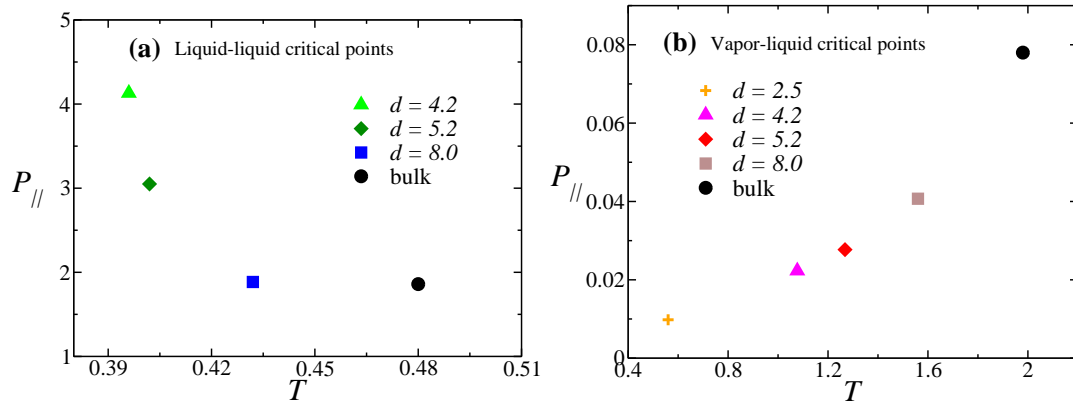 (a) Liquid-liquid critical points
d = 4.2
d = 5.2
d = 8.0
bulk
P//
5
4
3
2
1
0.39 0.42 0.45 0.48 0.51
T
(b) Vapor-liquid critical points
d = 2.5
d = 4.2
d = 5.2
d = 8.0
bulk
P//
0.08
0.06
0.04
0.02
0
0.4 0.8 1.2 1.6 2
T